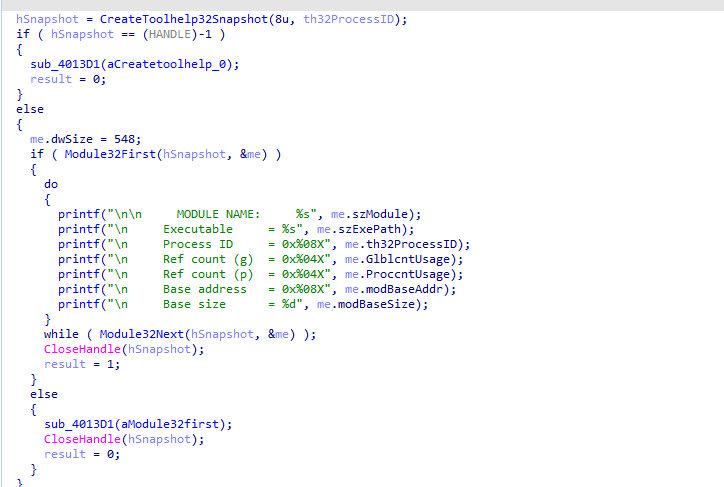 hSnapshot = CreateToolhelp32Snapshot(8u, th32ProcessID);
if ( hSnapshot == (HANDLE)-1 )
{
  sub_4013D1(aCreatetoolhelp_0);
  result = 0;
}
else
{
  me.dwSize = 548;
  if ( Module32First(hSnapshot, &me) )
  {
    do
    {
      printf("\n\n     MODULE NAME:     %s", me.szModule);
      printf("\n     Executable     = %s", me.szExePath);
      printf("\n     Process ID     = 0x%08X", me.th32ProcessID);
      printf("\n     Ref count (g)  = 0x%04X", me.GlblcntUsage);
      printf("\n     Ref count (p)  = 0x%04X", me.ProccntUsage);
      printf("\n     Base address   = 0x%08X", me.modBaseAddr);
      printf("\n     Base size      = %d", me.modBaseSize);
    }
    while ( Module32Next(hSnapshot, &me) );
    CloseHandle(hSnapshot);
    result = 1;
  }
  else
  {
    sub_4013D1(aModule32first);
    CloseHandle(hSnapshot);
    result = 0;
  }
}